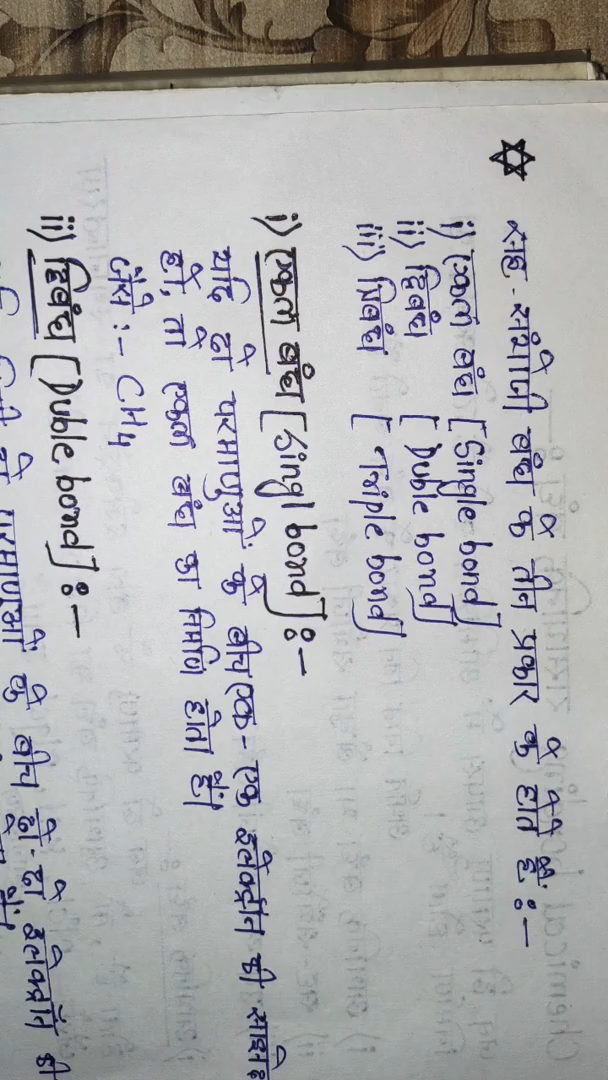 ✡ सह-संयोजी बंध के तीन प्रकार के होते हैं :-
i) एकल बंध [Single bond]
ii) द्विबंध [Duble bond]
iii) त्रिबंध [Triple bond]
i) एकल बंध [Singl bond] :-
यदि दो परमाणुओं के बीच एक-एक इलेक्ट्रॉन की
हो, तो एकल बंध का निर्माण होता हैं।
जैसे :- CH4
ii) द्विबंध [Duble bond] :-
दो परमाणुओं के बीच दो-दो इलेक्ट्रॉन की